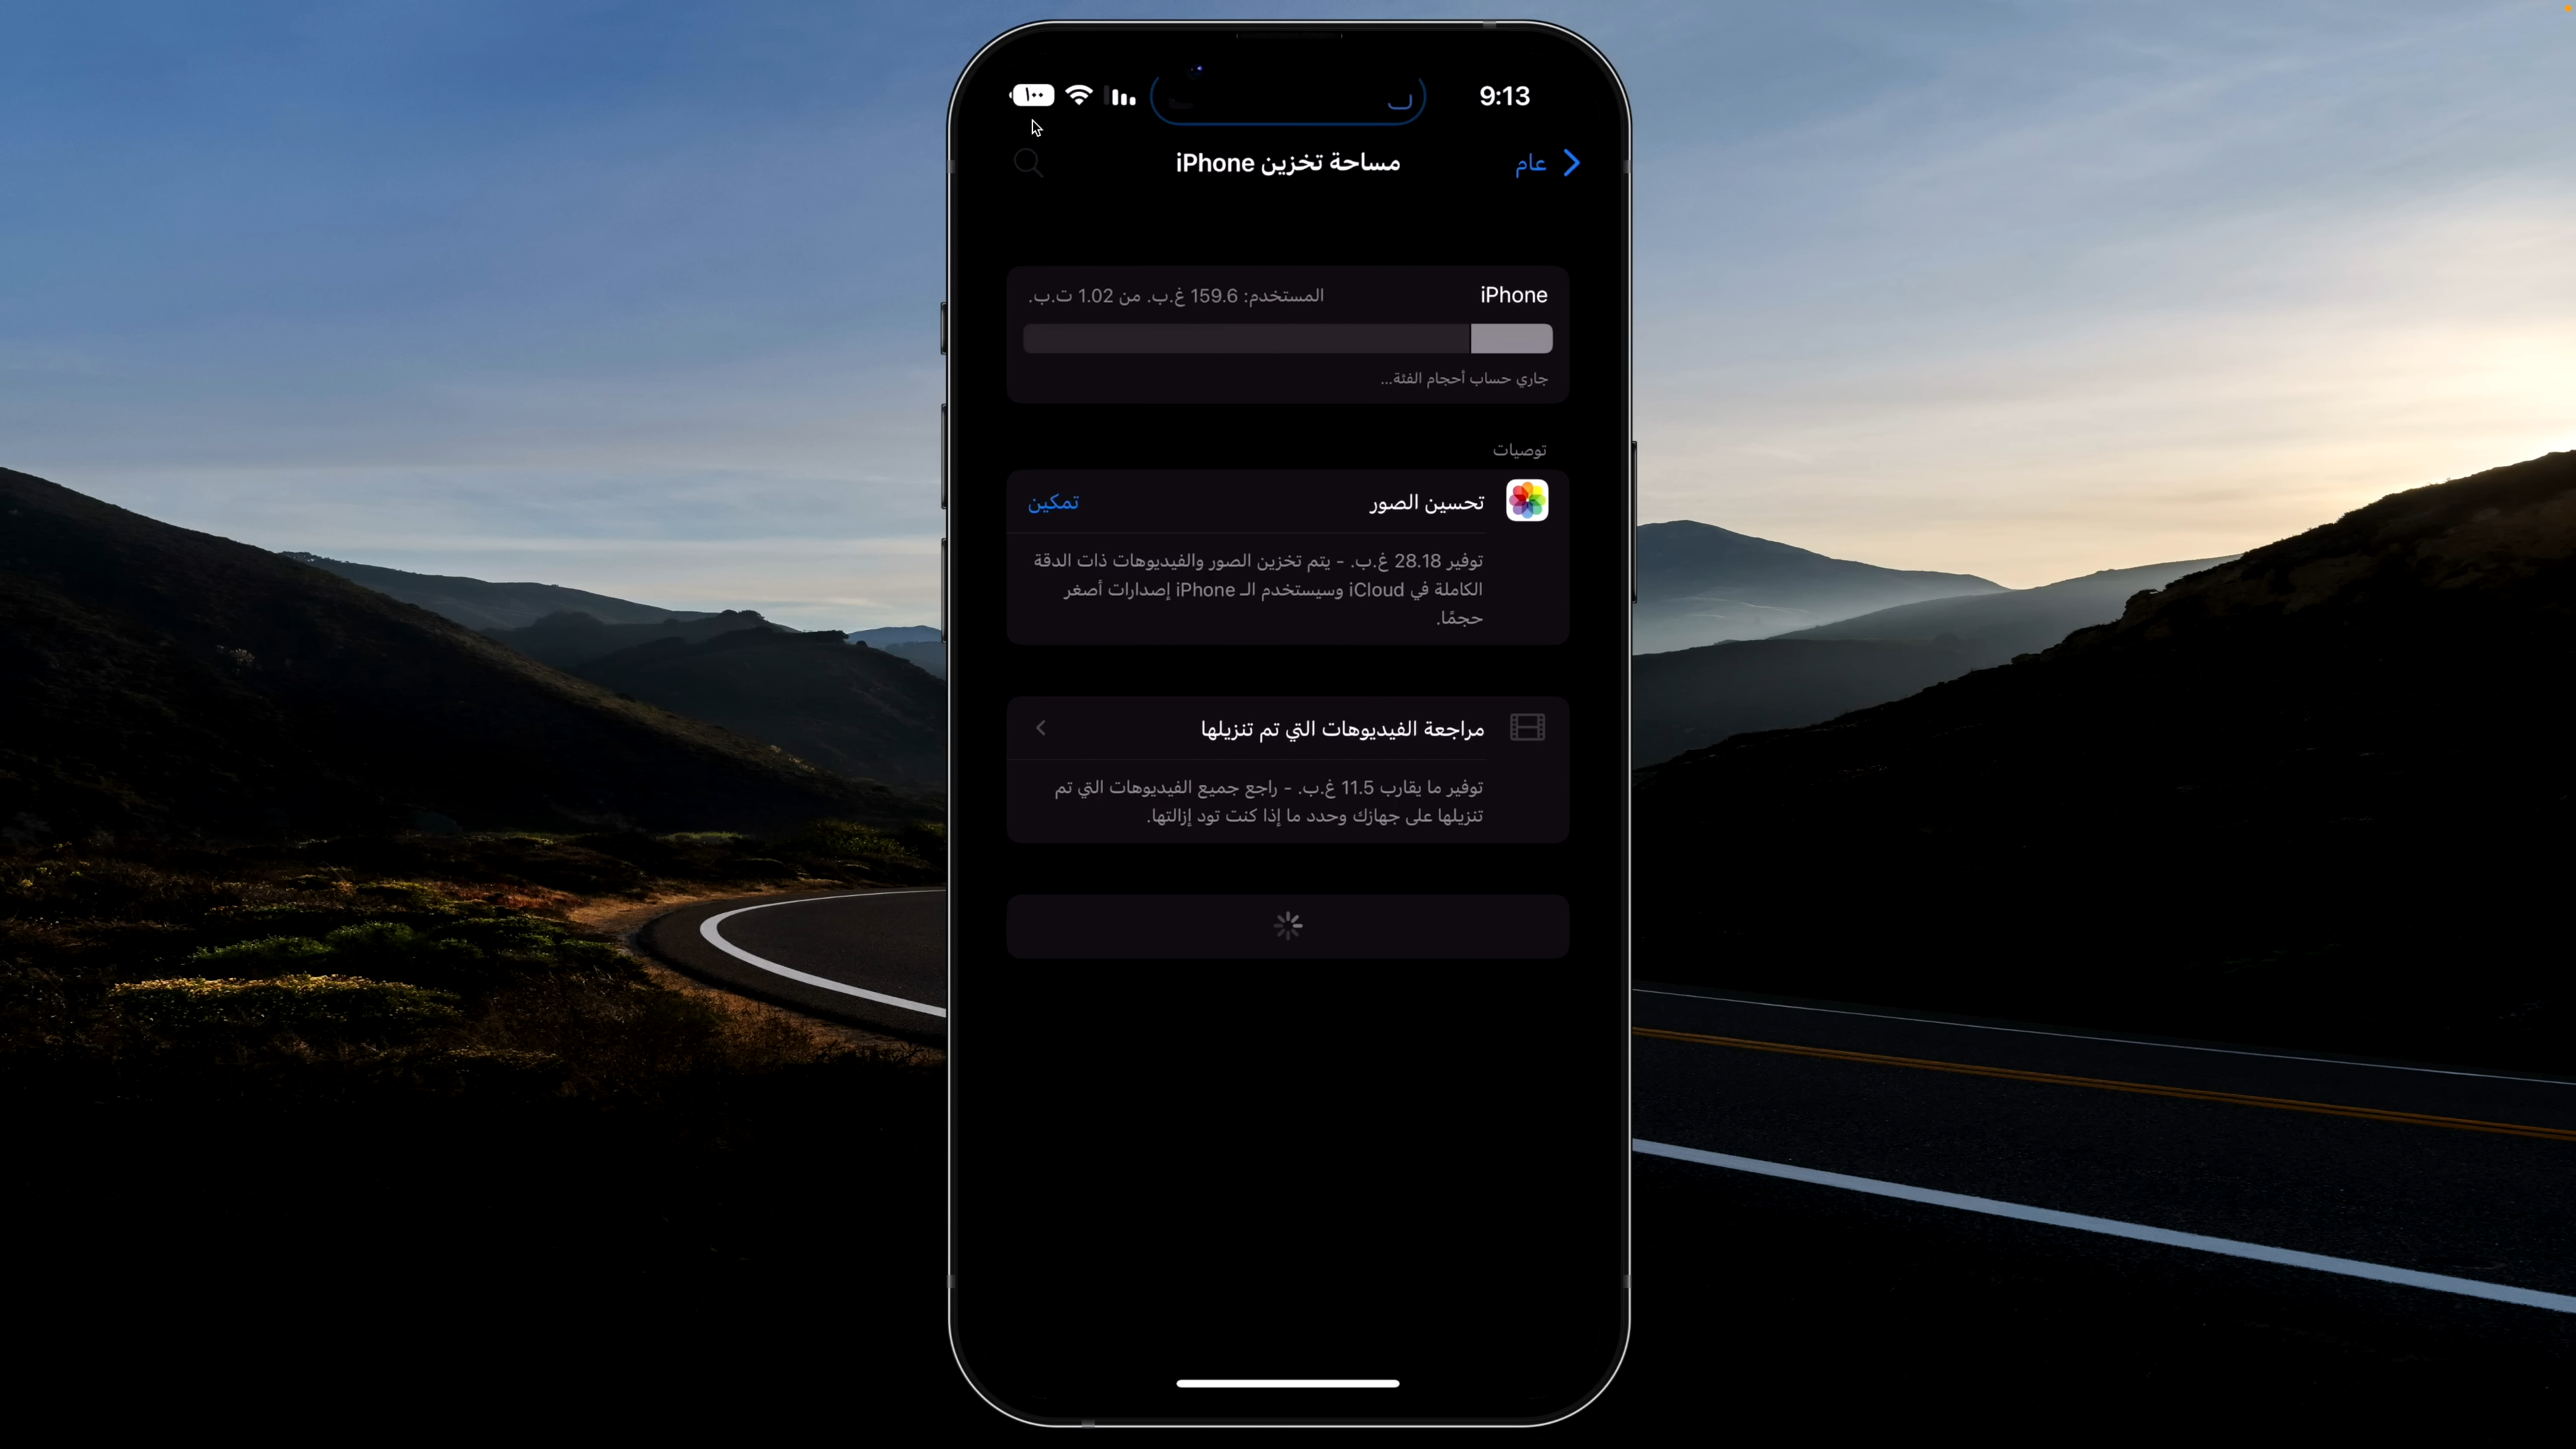 9:13
١٠٠
عام
مساحة تخزين iPhone
iPhone
المستخدم: 159.6 غ.ب. من 1.02 ت.ب.
جاري حساب أحجام الفئة...
توصيات
تحسين الصور
تمكين
توفير 28.18 غ.ب. - يتم تخزين الصور والفيديوهات ذات الدقة
الكاملة في iCloud وسيستخدم الـ iPhone إصدارات أصغر
حجمًا.
مراجعة الفيديوهات التي تم تنزيلها
توفير ما يقارب 11.5 غ.ب. - راجع جميع الفيديوهات التي تم
تنزيلها على جهازك وحدد ما إذا كنت تود إزالتها.